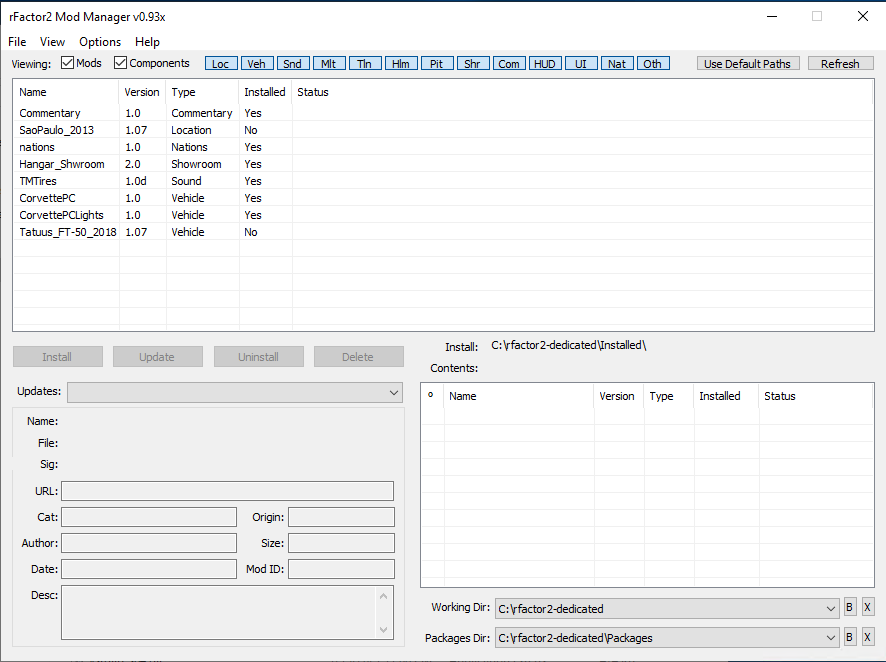 rFactor2 Mod Manager v0.93x
File View Options Help
Viewing: Mods Components Loc Veh Snd Mlt Tln Hlm Pit Shr Com HUD UI Nat Oth Use Default Paths Refresh
Name Version Type Installed Status
Commentary 1.0 Commentary Yes
SaoPaulo_2013 1.07 Location No
nations 1.0 Nations Yes
Hangar_Shwroom 2.0 Showroom Yes
TMTires 1.0d Sound Yes
CorvettePC 1.0 Vehicle Yes
CorvettePCLights 1.0 Vehicle Yes
Tatuus_FT-50_2018 1.07 Vehicle No
Install Update Uninstall Delete
Updates:
Name:
File:
Sig:
URL:
Cat: Origin:
Author: Size:
Date: Mod ID:
Desc:
Install: C:\rfactor2-dedicated\Installed\
Contents:
° Name Version Type Installed Status
Working Dir: C:\rfactor2-dedicated B X
Packages Dir: C:\rfactor2-dedicated\Packages B X